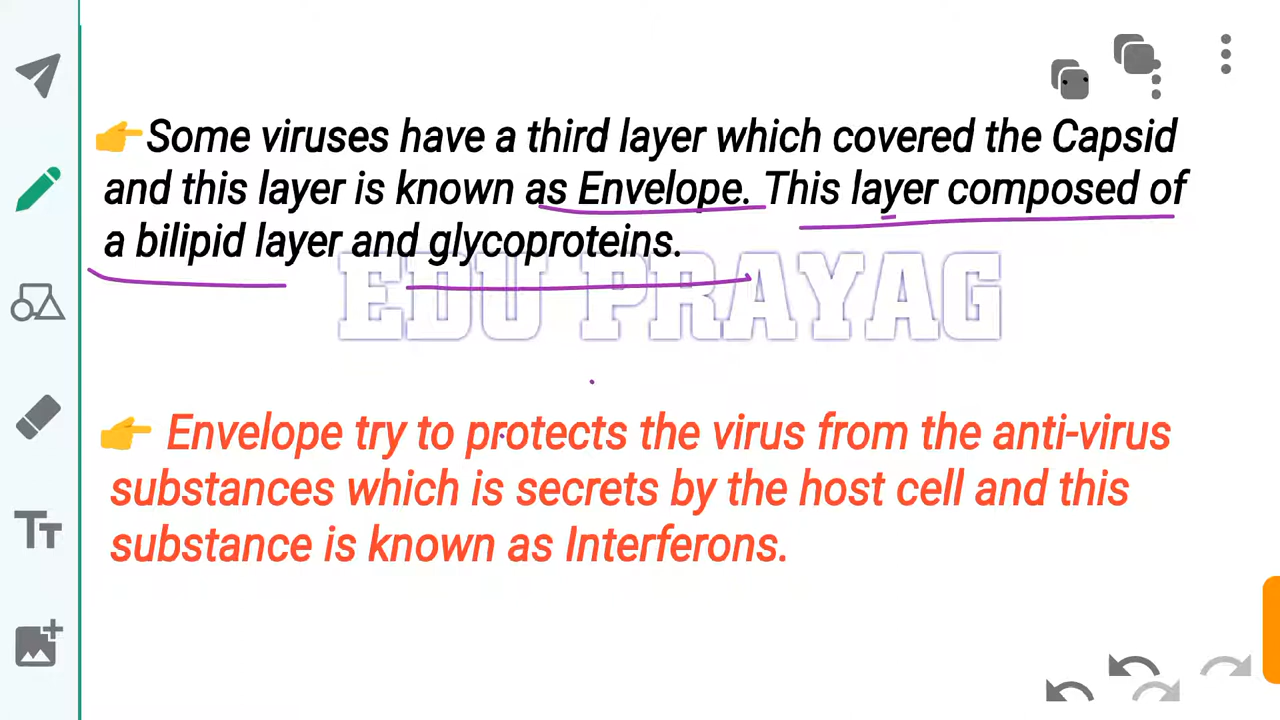 👉Some viruses have a third layer which covered the Capsid
and this layer is known as Envelope. This layer composed of
a bilipid layer and glycoproteins.
EDU PRAYAG
👉 Envelope try to protects the virus from the anti-virus
substances which is secrets by the host cell and this
substance is known as Interferons.
TT